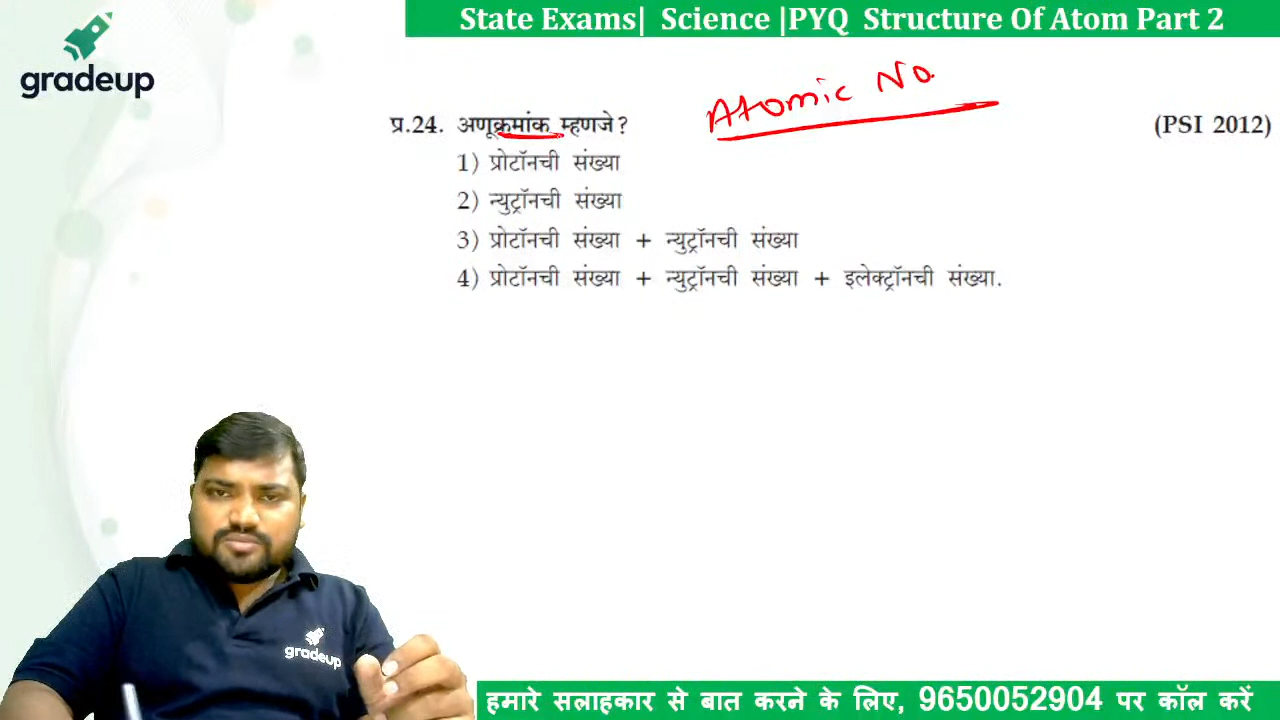 State Exams| Science |PYQ Structure Of Atom Part 2
gradeup
Atomic No.
प्र.24. अणूक्रमांक म्हणजे? (PSI 2012)
1) प्रोटॉनची संख्या
2) न्युट्रॉनची संख्या
3) प्रोटॉनची संख्या + न्युट्रॉनची संख्या
4) प्रोटॉनची संख्या + न्युट्रॉनची संख्या + इलेक्ट्रॉनची संख्या.
gradeup
हमारे सलाहकार से बात करने के लिए, 9650052904 पर कॉल करें